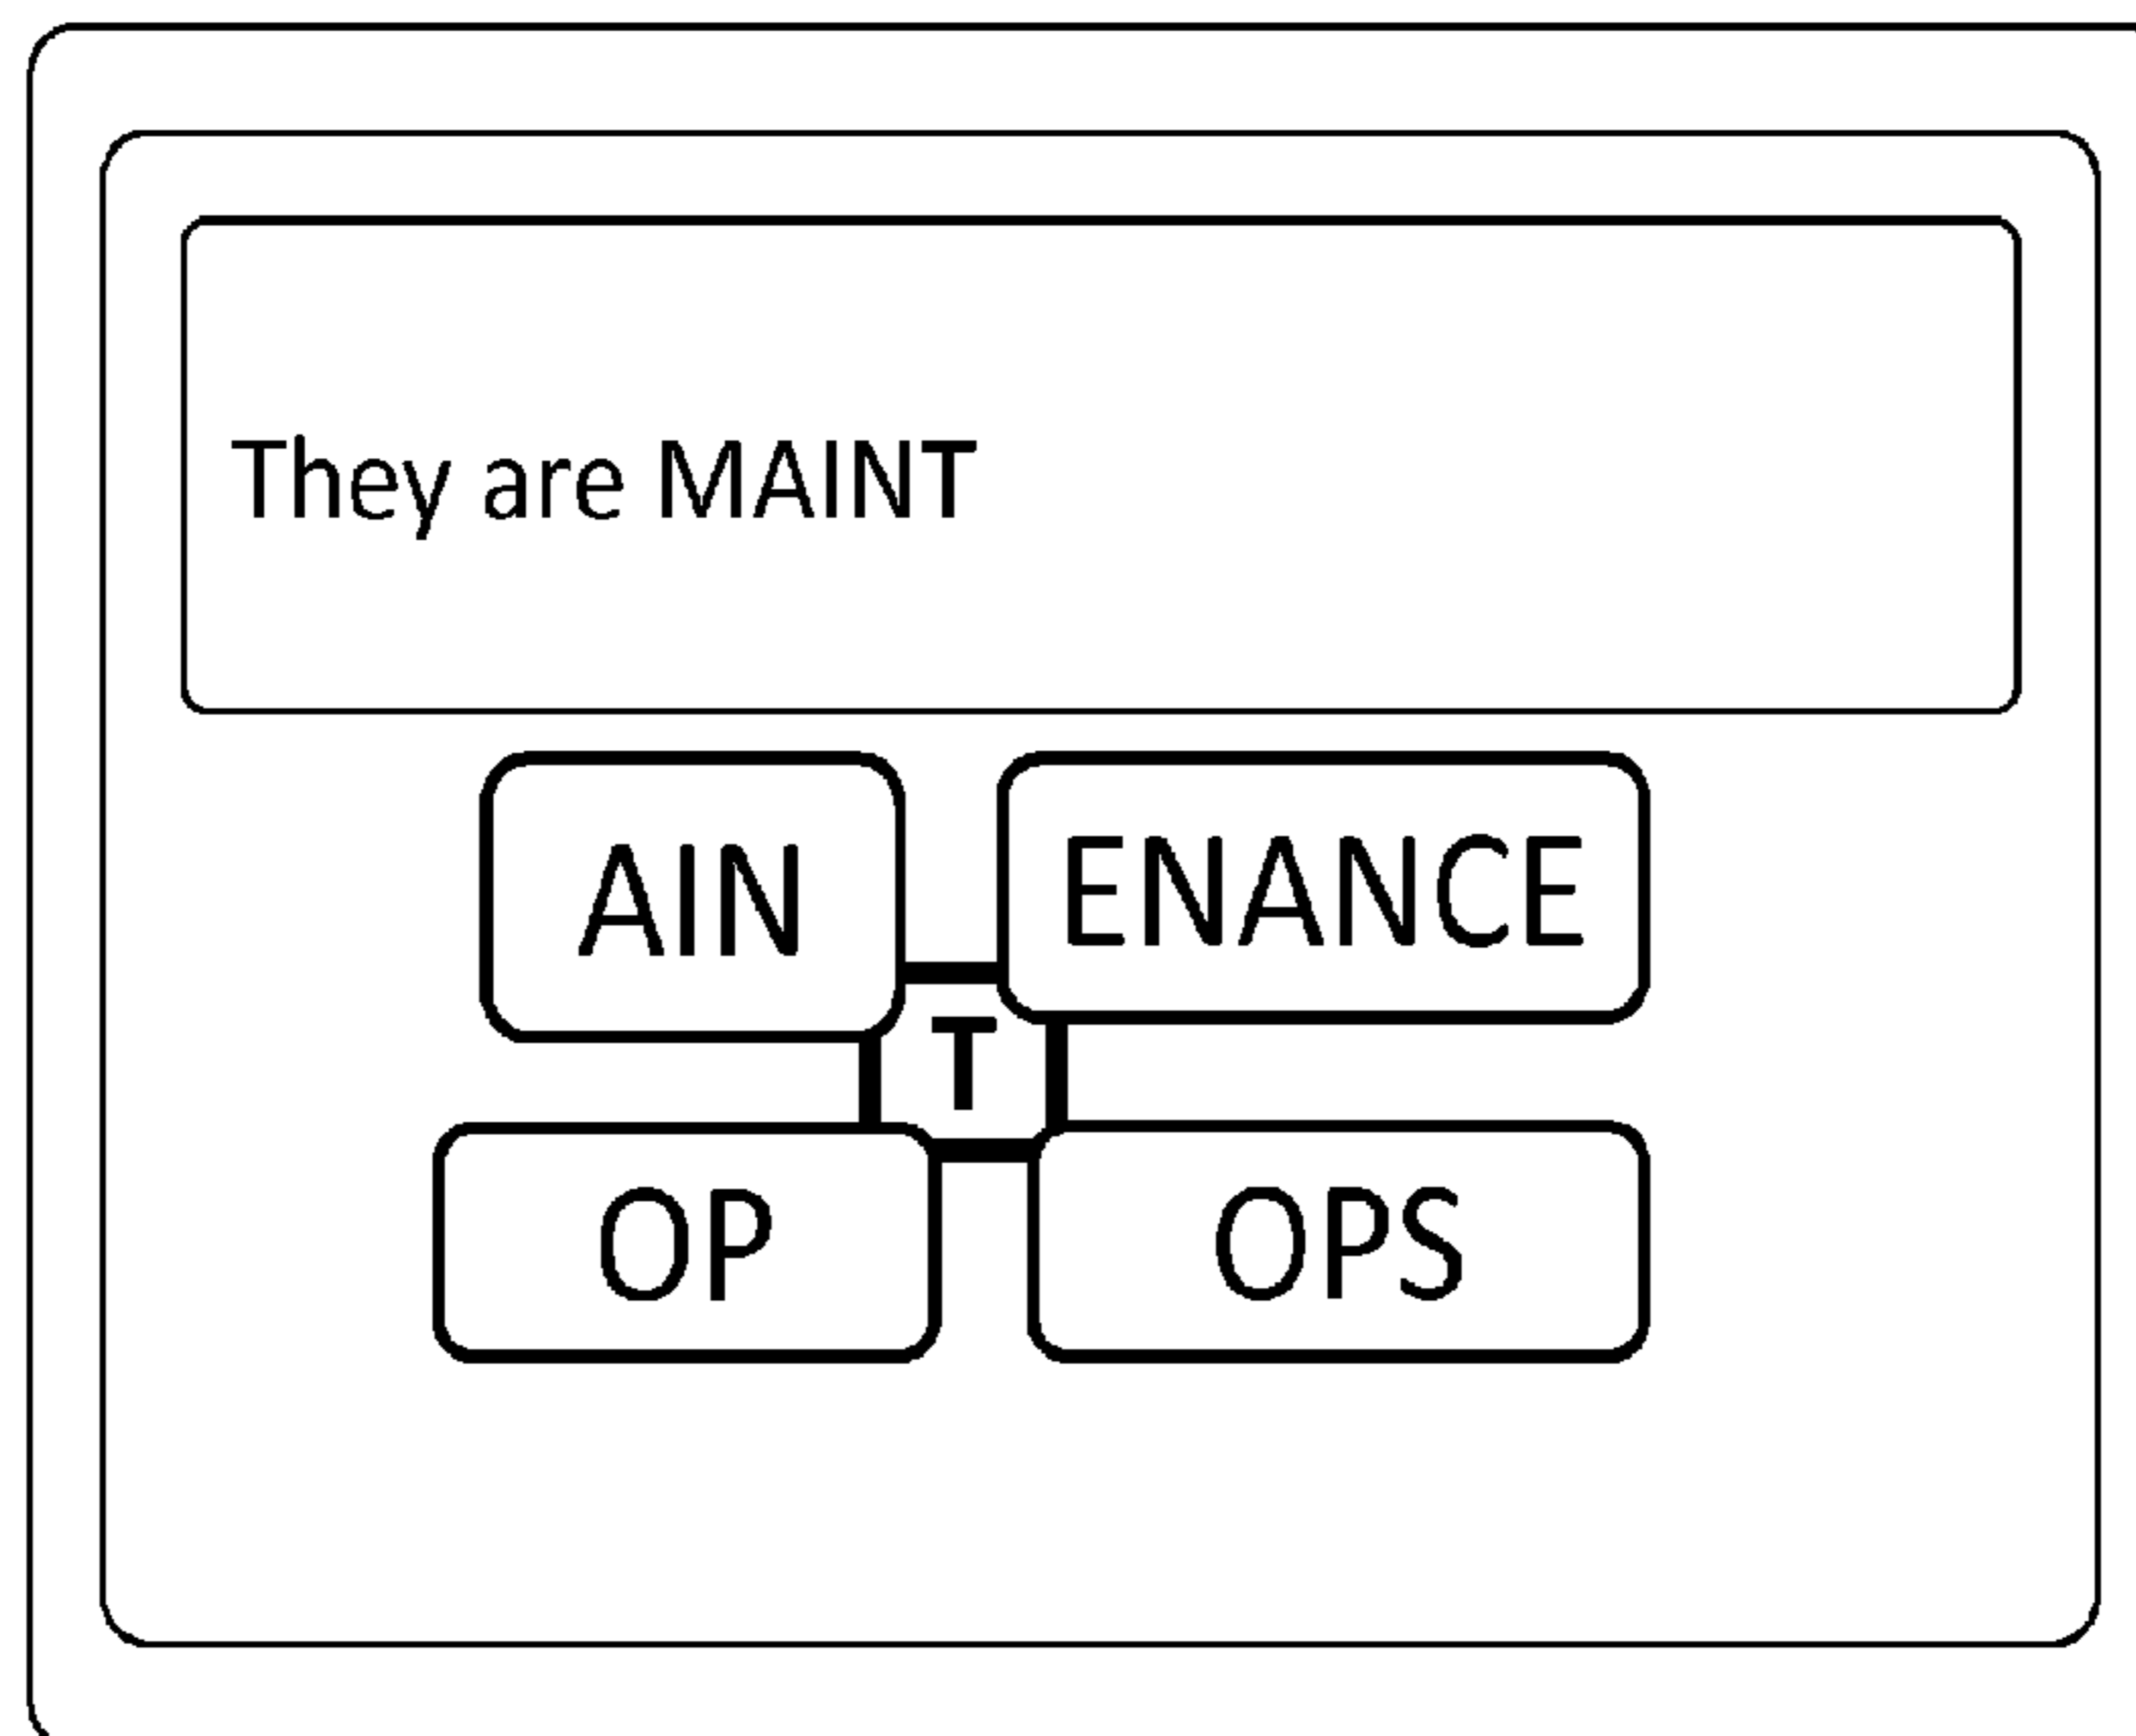 They are MAINT
AIN
ENANCE
T
OP
OPS